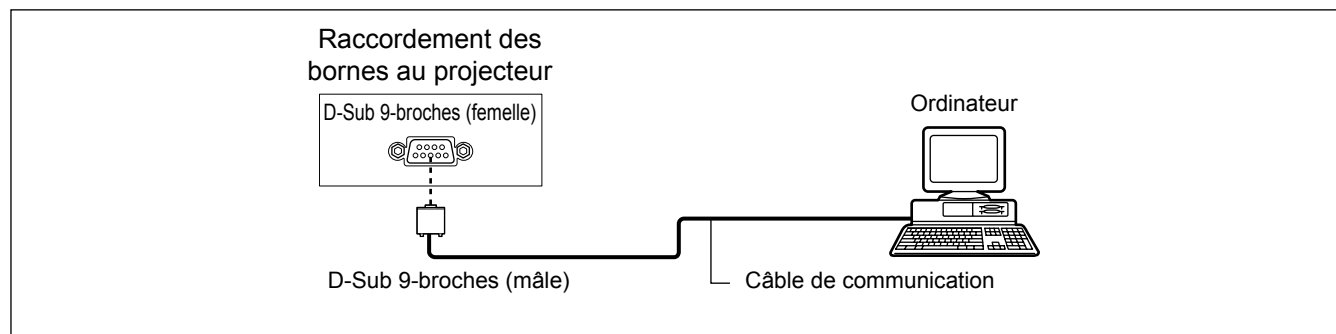 Raccordement des
bornes au projecteur
D-Sub 9-broches (femelle)
Ordinateur
D-Sub 9-broches (mâle)
Câble de communication